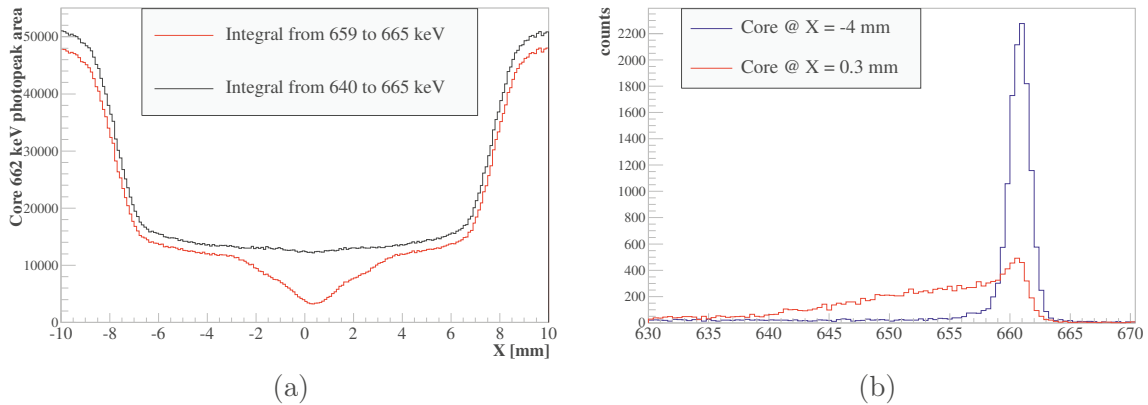 Core 662 keV photopeak area
50000
40000
30000
20000
10000
0
Integral from 659 to 665 keV
Integral from 640 to 665 keV
-10 -8 -6 -4 -2 0 2 4 6 8 10
X [mm]
(a)
counts
2200
2000
1800
1600
1400
1200
1000
800
600
400
200
0
Core @ X = -4 mm
Core @ X = 0.3 mm
630 635 640 645 650 655 660 665 670
(b)